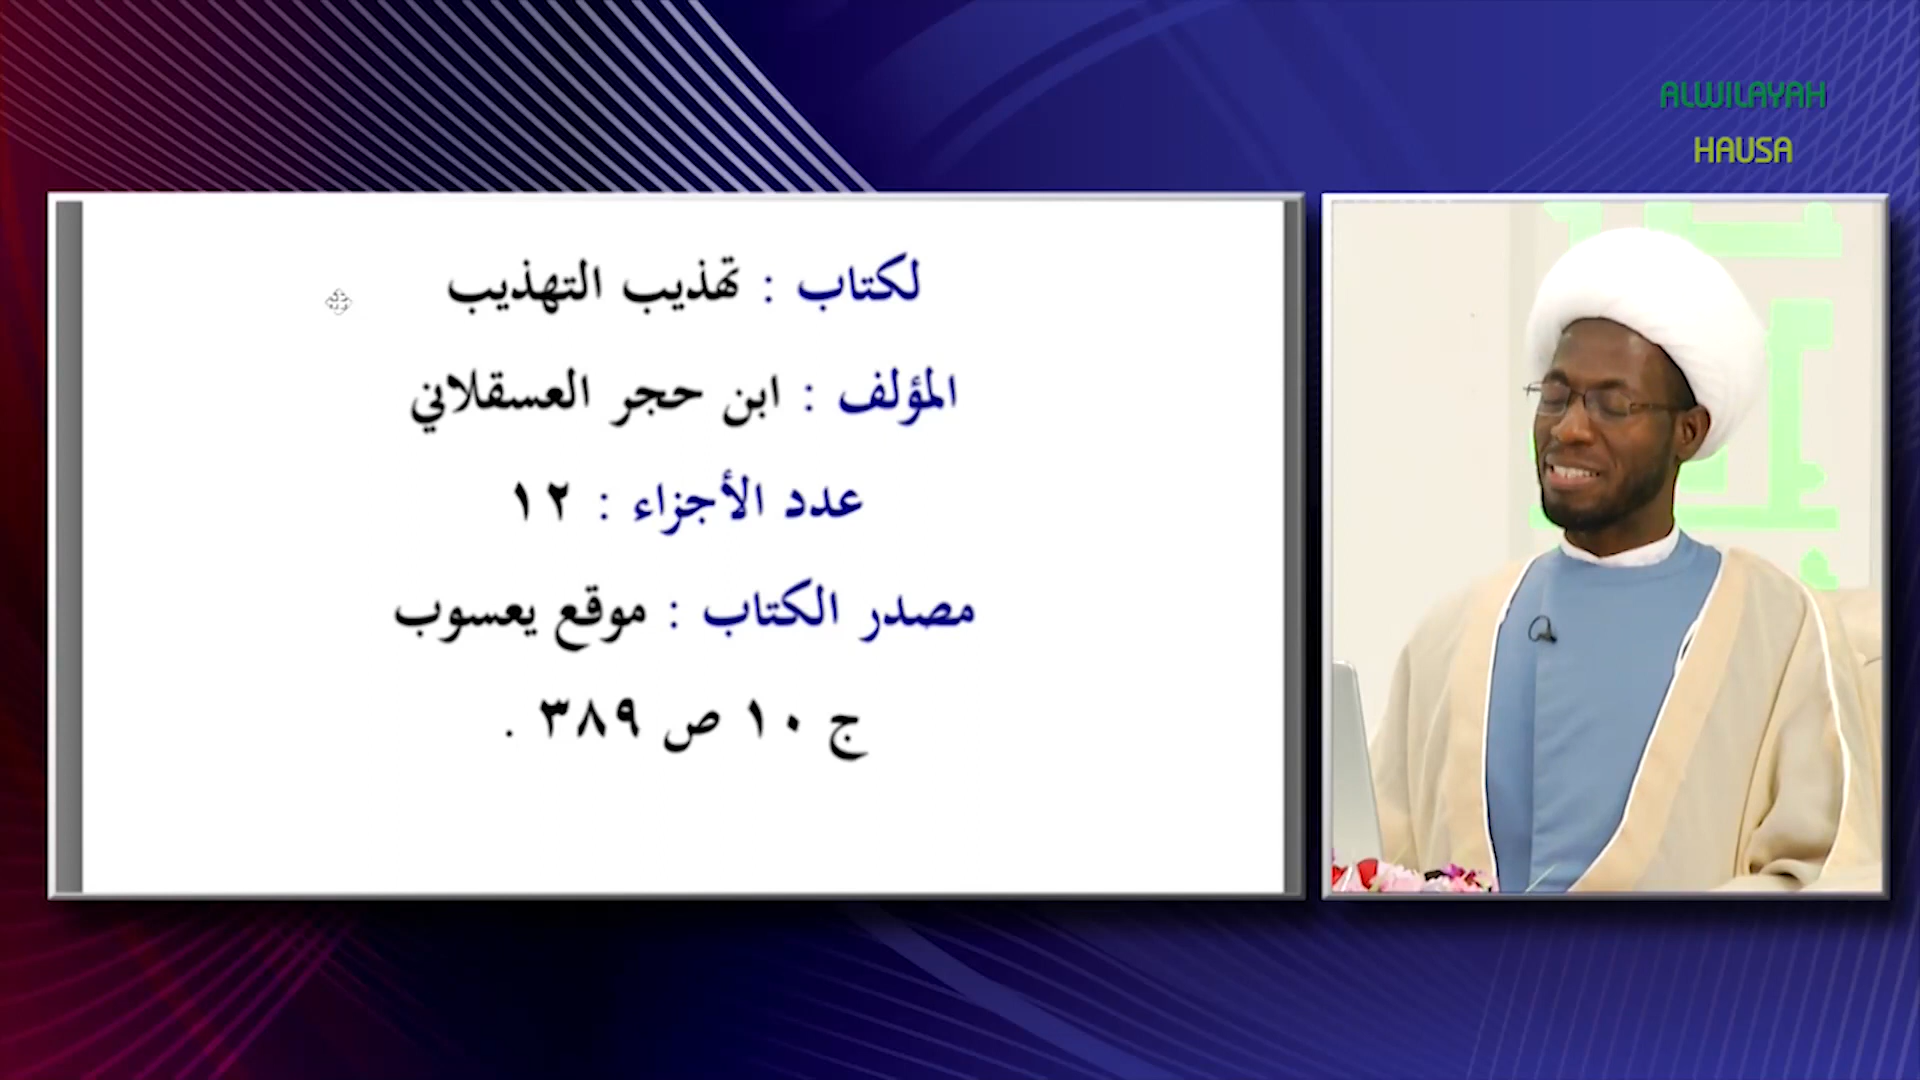 ALWILAYAH
HAUSA
لكتاب : تهذيب التهذيب
المؤلف : ابن حجر العسقلاني
عدد الأجزاء : ١٢
مصدر الكتاب : موقع يعسوب
ج ١٠ ص ٣٨٩ .